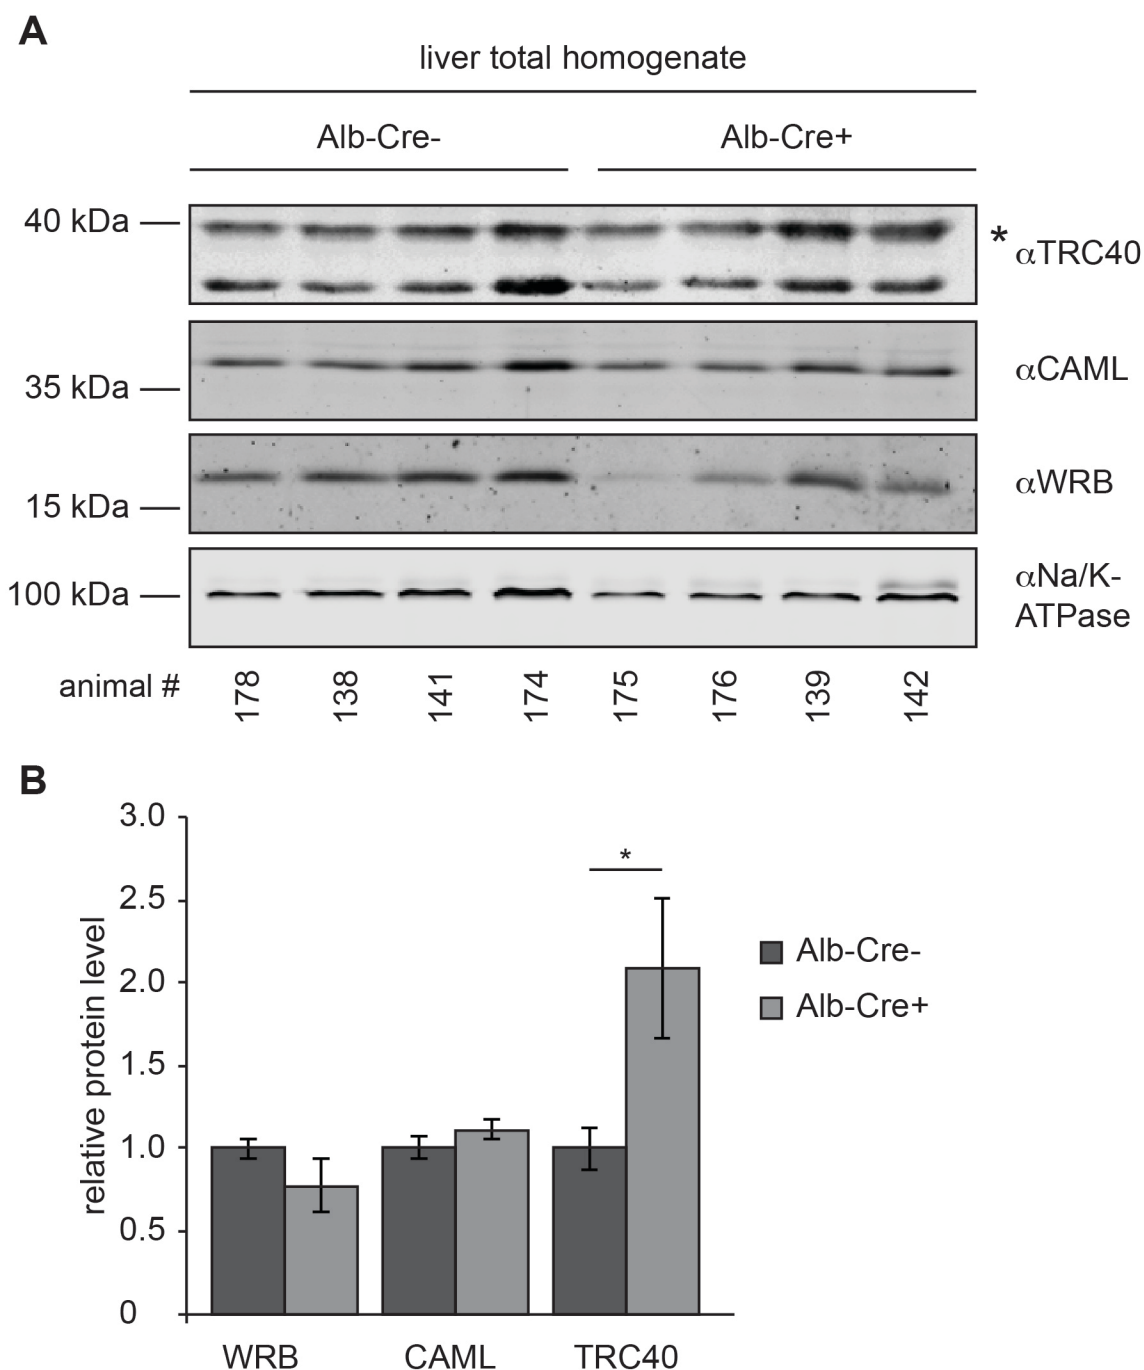 A
liver total homogenate
Alb-Cre-
Alb-Cre+
40 kDa
*
αTRC40
35 kDa
αCAML
15 kDa
αWRB
100 kDa
αNa/K-
ATPase
animal #
178
138
141
174
175
176
139
142
B
3.0
2.5
2.0
1.5
1.0
0.5
0
relative protein level
*
Alb-Cre-
Alb-Cre+
WRB
CAML
TRC40